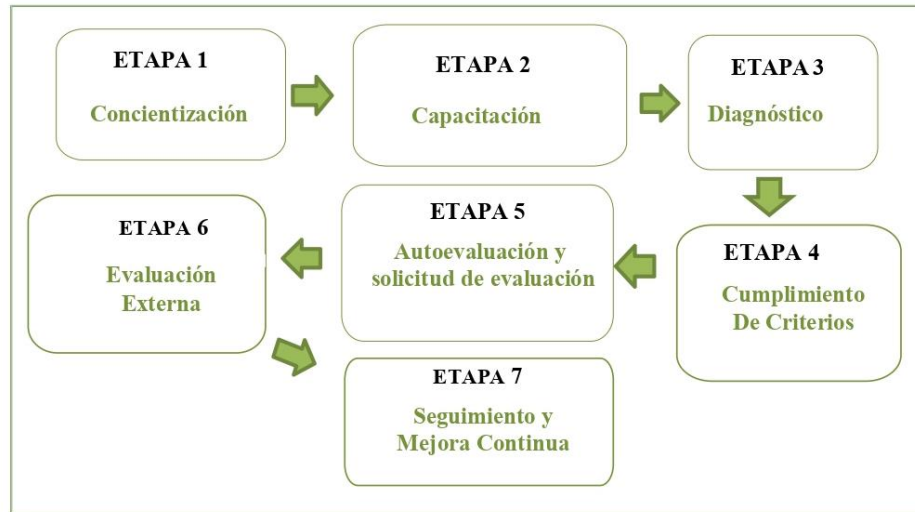 ETAPA 1
Concientización
ETAPA 2
Capacitación
ETAPA 3
Diagnóstico
ETAPA 4
Cumplimiento
De Criterios
ETAPA 5
Autoevaluación y
solicitud de evaluación
ETAPA 6
Evaluación
Externa
ETAPA 7
Seguimiento y
Mejora Continua